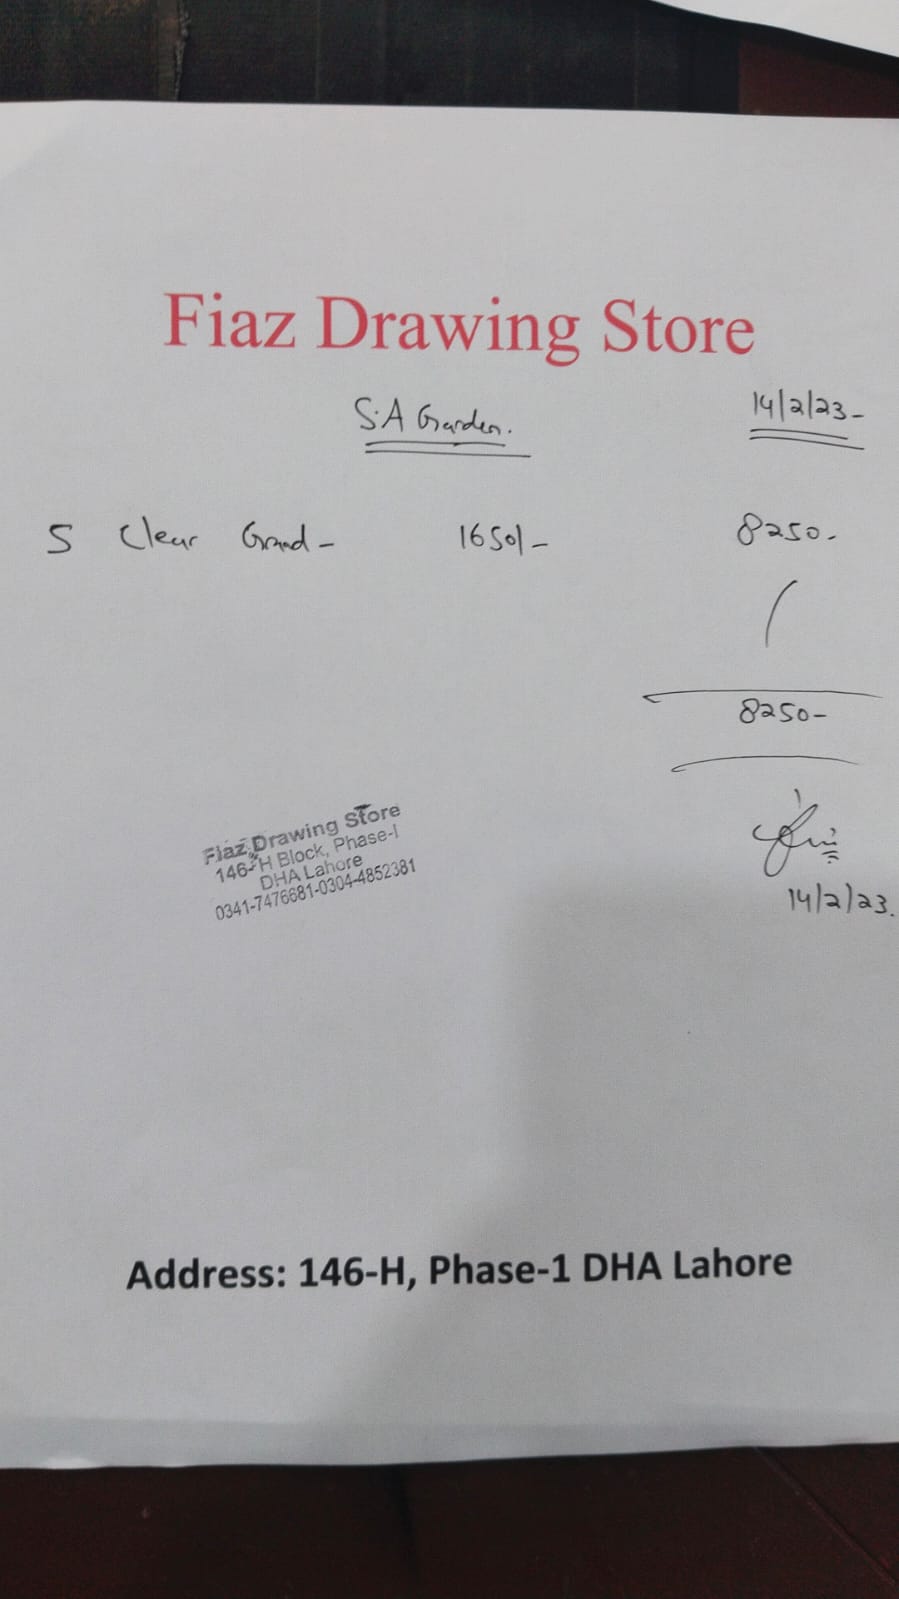 Fiaz Drawing Store
S.A Garden.
14/2/23-
5 Clear Grand - 1650/- 8250-
8250-
14/2/23.
Fiaz Drawing Store
146-H Block, Phase-I
DHA Lahore
0341-7476681-0304-4852381
Address: 146-H, Phase-1 DHA Lahore